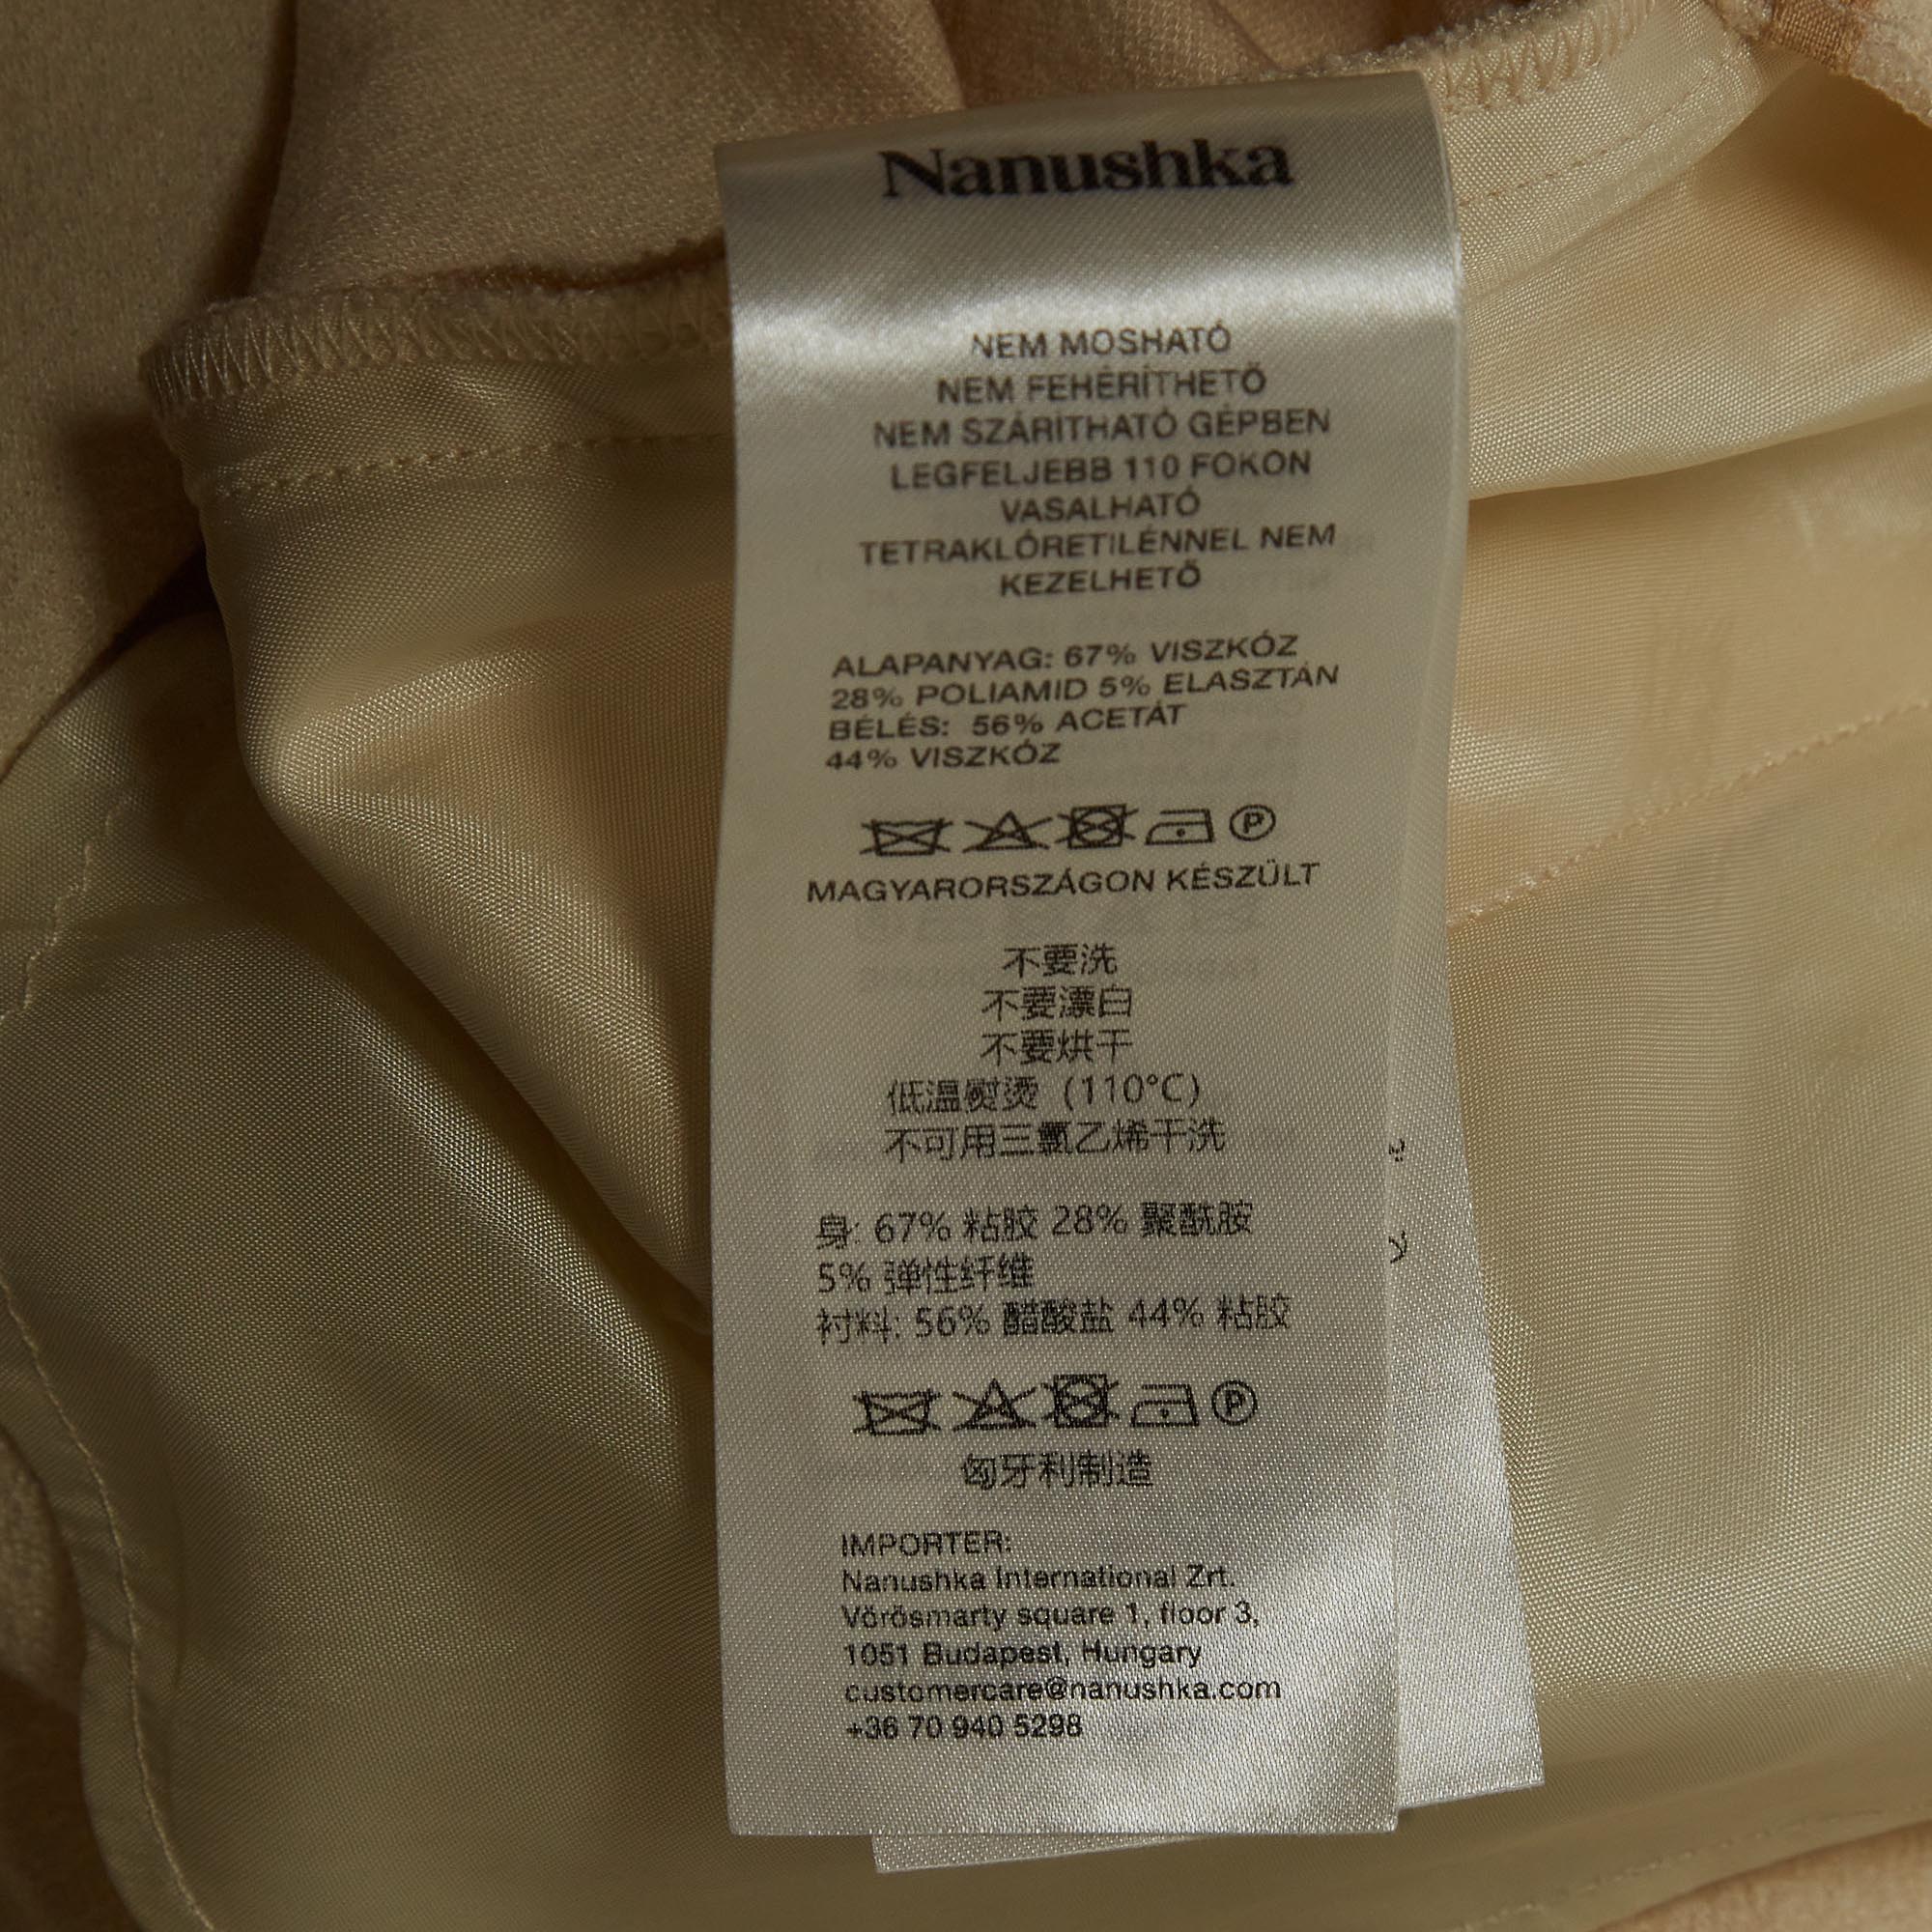 Nanushka
NEM MOSHATÓ
NEM FEHÉRÍTHETŐ
NEM SZÁRÍTHATÓ GÉPBEN
LEGFELJEBB 110 FOKON
VASALHATÓ
TETRAKLÓRETILÉNNEL NEM
KEZELHETŐ
ALAPANYAG: 67% VISZKÓZ
28% POLIAMID 5% ELASZTÁN
BÉLÉS: 56% ACETÁT
44% VISZKÓZ
P
MAGYARORSZÁGON KÉSZÜLT
不要洗
不要漂白
不要烘干
低温熨烫 (110°C)
不可用三氯乙烯干洗
身: 67% 粘胶 28% 聚酰胺
5% 弹性纤维
衬料: 56% 醋酸盐 44% 粘胶
P
匈牙利制造
IMPORTER:
Nanushka International Zrt.
Vörösmarty square 1, floor 3,
1051 Budapest, Hungary
customercare@nanushka.com
+36 70 940 5298